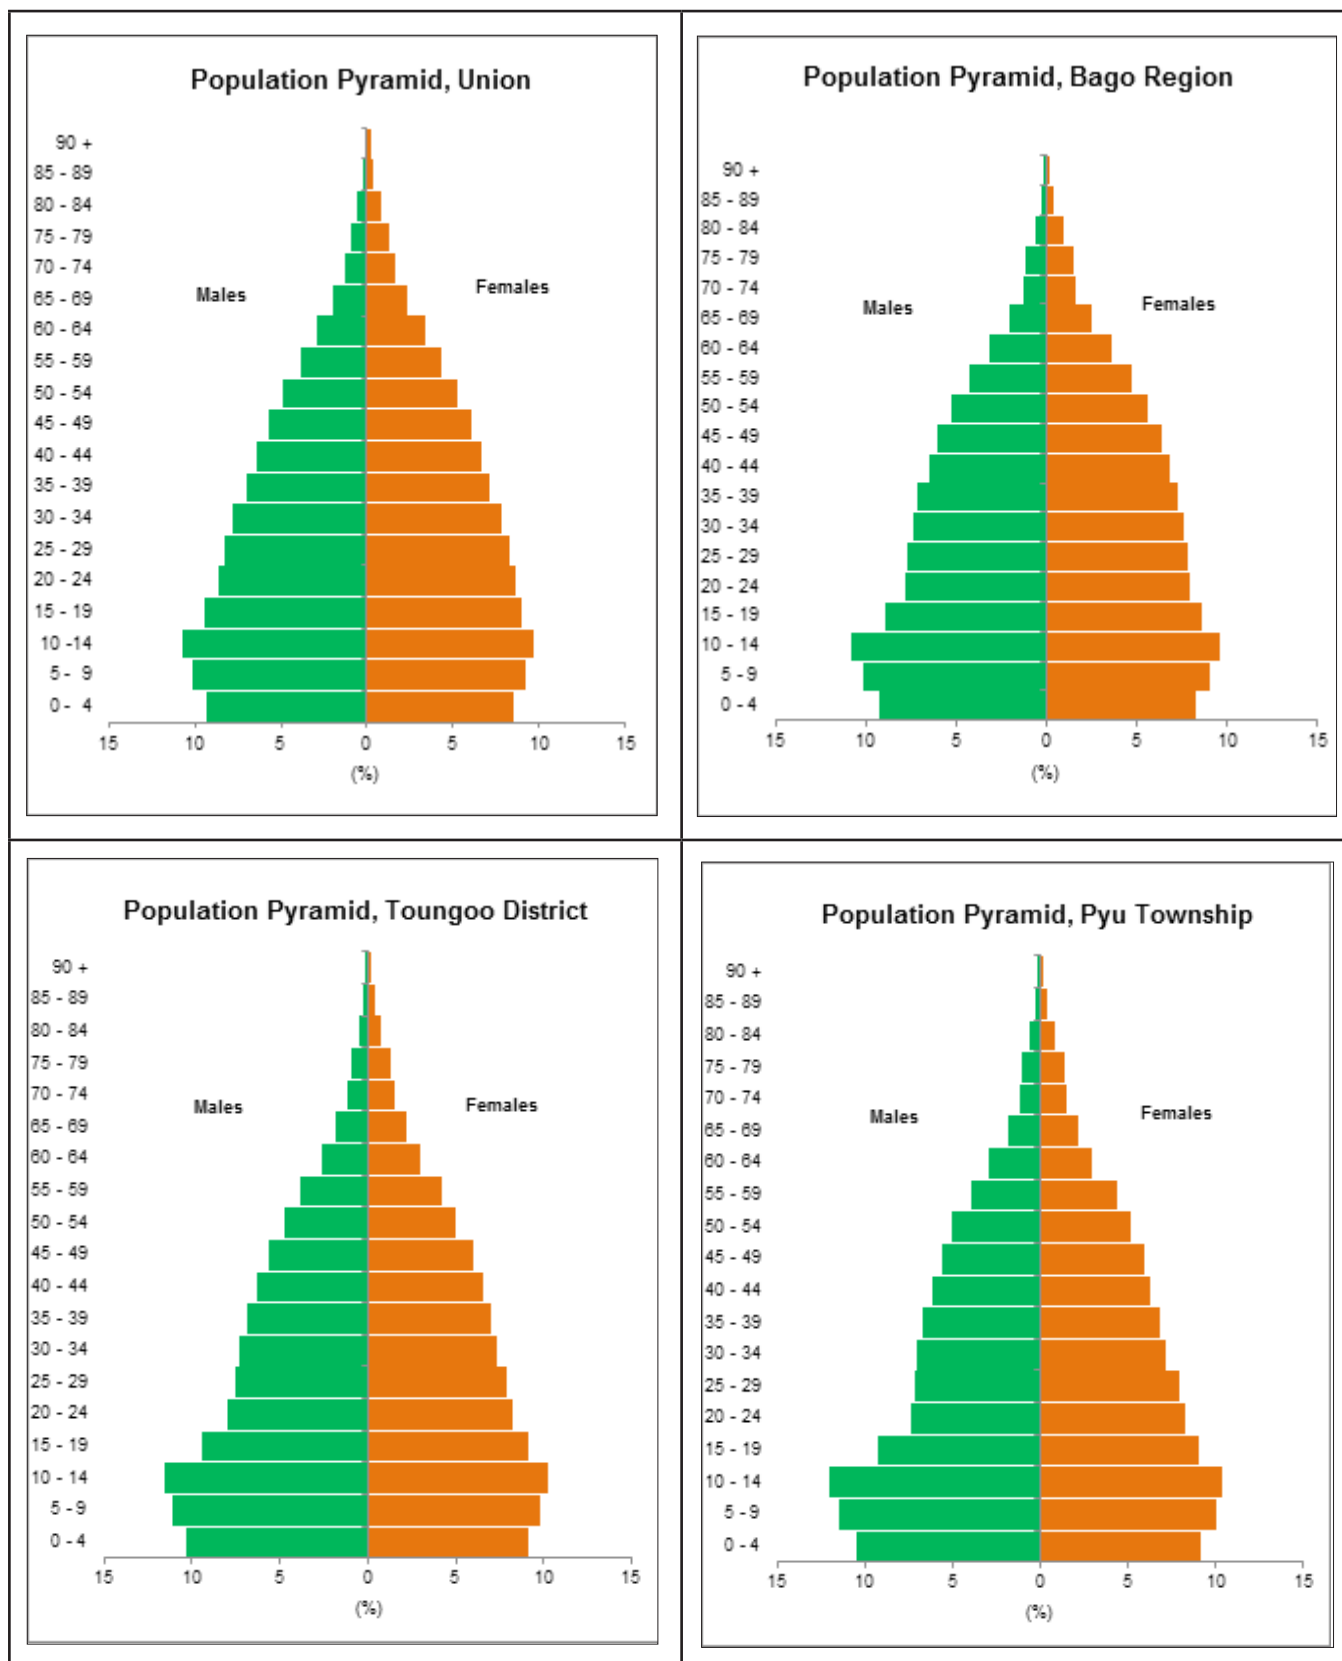 Population Pyramid, Union
90 +
85 - 89
80 - 84
75 - 79
70 - 74
65 - 69
60 - 64
55 - 59
50 - 54
45 - 49
40 - 44
35 - 39
30 - 34
25 - 29
20 - 24
15 - 19
10 -14
5 - 9
0 - 4
Males
Females
15 10 5 0 5 10 15
(%)
Population Pyramid, Bago Region
90 +
85 - 89
80 - 84
75 - 79
70 - 74
65 - 69
60 - 64
55 - 59
50 - 54
45 - 49
40 - 44
35 - 39
30 - 34
25 - 29
20 - 24
15 - 19
10 - 14
5 - 9
0 - 4
Males
Females
15 10 5 0 5 10 15
(%)
Population Pyramid, Toungoo District
90 +
85 - 89
80 - 84
75 - 79
70 - 74
65 - 69
60 - 64
55 - 59
50 - 54
45 - 49
40 - 44
35 - 39
30 - 34
25 - 29
20 - 24
15 - 19
10 - 14
5 - 9
0 - 4
Males
Females
15 10 5 0 5 10 15
(%)
Population Pyramid, Pyu Township
90 +
85 - 89
80 - 84
75 - 79
70 - 74
65 - 69
60 - 64
55 - 59
50 - 54
45 - 49
40 - 44
35 - 39
30 - 34
25 - 29
20 - 24
15 - 19
10 - 14
5 - 9
0 - 4
Males
Females
15 10 5 0 5 10 15
(%)